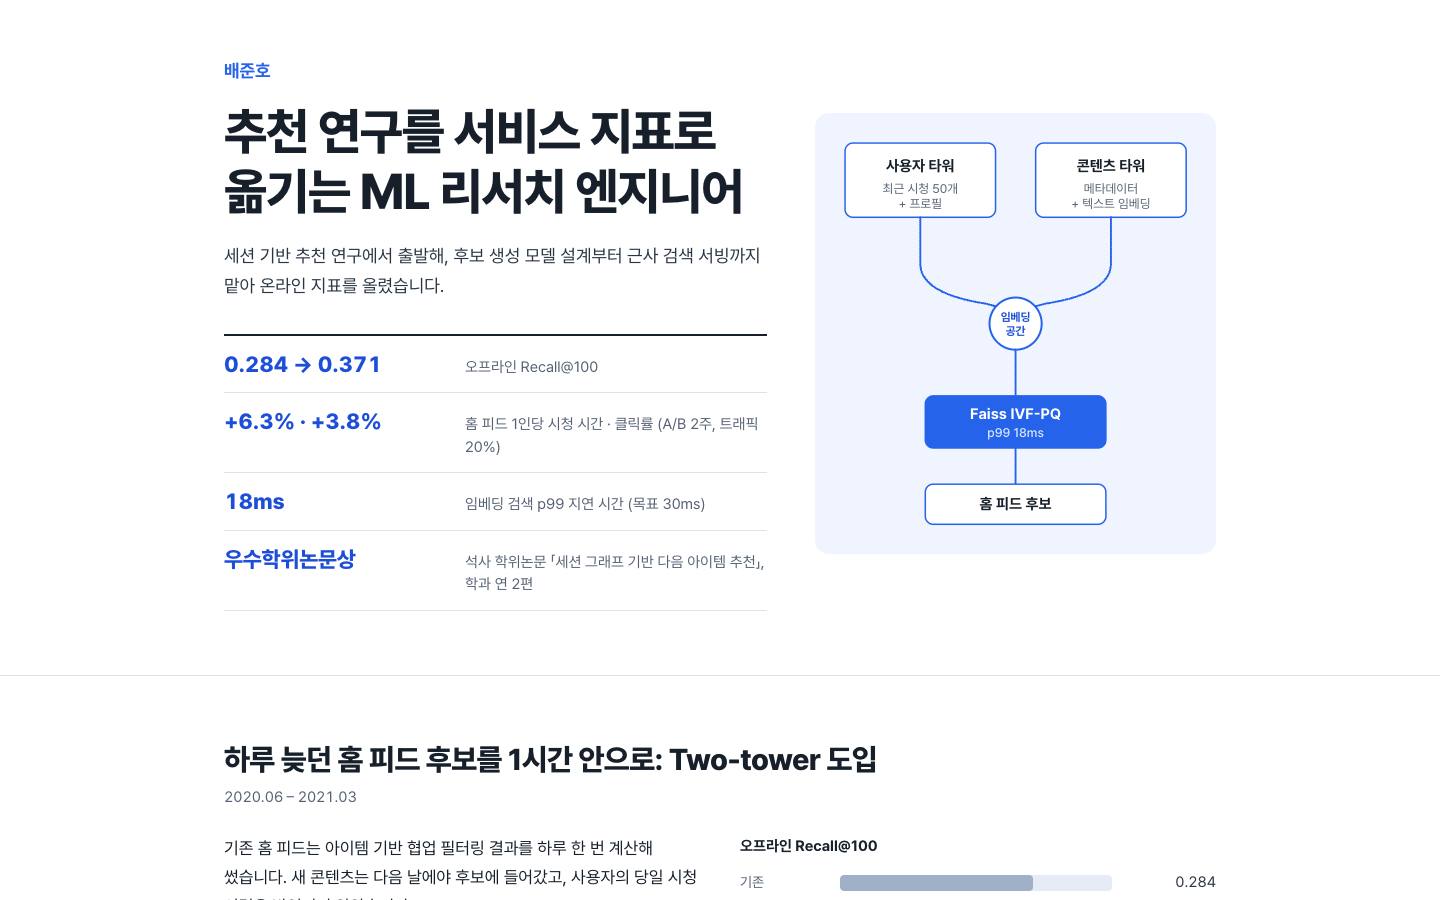 배준호
추천 연구를 서비스 지표로
옮기는 ML 리서치 엔지니어
세션 기반 추천 연구에서 출발해, 후보 생성 모델 설계부터 근사 검색 서빙까지
맡아 온라인 지표를 올렸습니다.
0.284 → 0.371
오프라인 Recall@100
+6.3% · +3.8%
홈 피드 1인당 시청 시간 · 클릭률 (A/B 2주, 트래픽
20%)
18ms
임베딩 검색 p99 지연 시간 (목표 30ms)
우수학위논문상
석사 학위논문 「세션 그래프 기반 다음 아이템 추천」,
학과 연 2편
사용자 타워
최근 시청 50개
+ 프로필
콘텐츠 타워
메타데이터
+ 텍스트 임베딩
임베딩
공간
Faiss IVF-PQ
p99 18ms
홈 피드 후보
하루 늦던 홈 피드 후보를 1시간 안으로: Two-tower 도입
2020.06 – 2021.03
기존 홈 피드는 아이템 기반 협업 필터링 결과를 하루 한 번 계산해
썼습니다. 새 콘텐츠는 다음 날에야 후보에 들어갔고, 사용자의 당일 시청
오프라인 Recall@100
기존
0.284